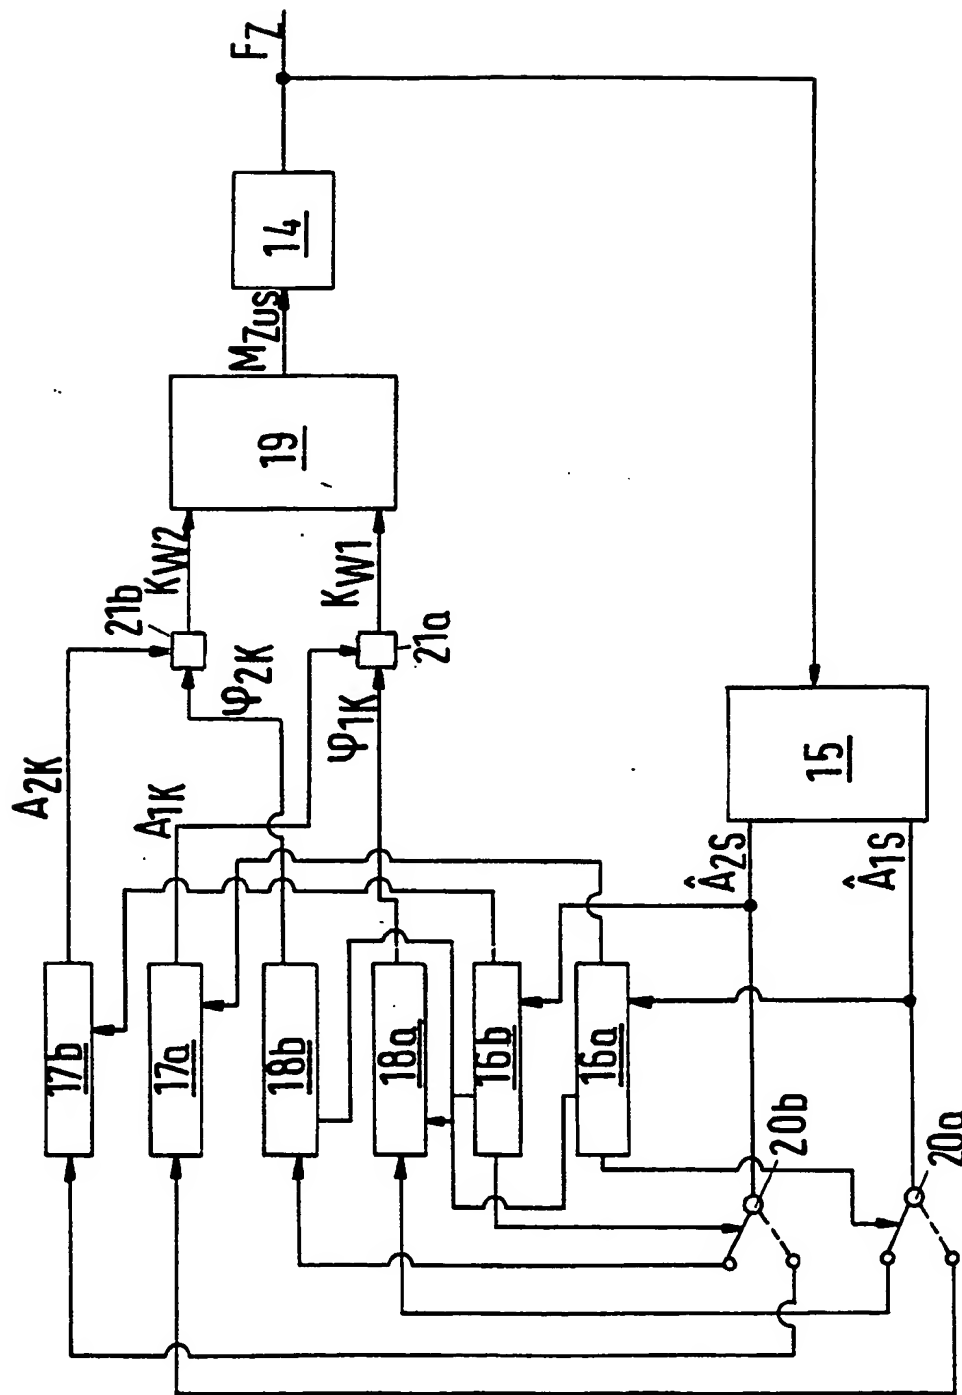 F_Z
14
M_Zus
19
K_W2
K_W1
21b
21a
φ_2K
φ_1K
A_2K
A_1K
15
Â_2S
Â_1S
17b
17a
18b
18a
16b
16a
20b
20a